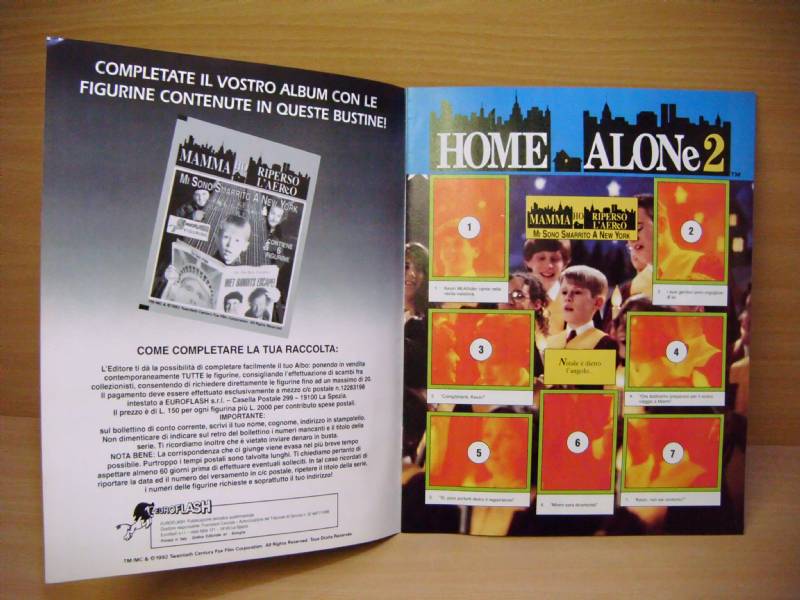 COMPLETATE IL VOSTRO ALBUM CON LE
FIGURINE CONTENUTE IN QUESTE BUSTINE!
MAMMA HO RIPERSO
L'AEREO
MI SONO SMARRITO A NEW YORK
CONTIENE
6
FIGURINE
WET BANDITS ESCAPE!
COME COMPLETARE LA TUA RACCOLTA:
L'Editore ti dà la possibilità di completare facilmente il tuo Albo: ponendo in vendita
contemporaneamente TUTTE le figurine, consigliando l'effettuazione di scambi fra
collezionisti, consentendo di richiedere direttamente le figurine fino ad un massimo di 20.
Il pagamento deve essere effettuato esclusivamente a mezzo c/c postale n.12283198
intestato a EUROFLASH s.r.l. – Casella Postale 299 – 19100 La Spezia.
Il prezzo è di L. 150 per ogni figurina più L. 2000 per contributo spese postali.
IMPORTANTE:
sul bollettino di conto corrente, scrivi il tuo nome, cognome, indirizzo in stampatello.
Non dimenticare di indicare sul retro del bollettino i numeri mancanti e il titolo della
serie. Ti ricordiamo inoltre che è vietato inviare denaro in busta.
NOTA BENE: La corrispondenza che ci giunge viene evasa nel più breve tempo
possibile. Purtroppo i tempi postali sono talvolta lunghi. Ti chiediamo pertanto di
aspettare almeno 60 giorni prima di effettuare eventuali solleciti. In tal caso ricordati di
riportare la data ed il numero del versamento in c/c postale, ripetere il titolo della serie,
i numeri delle figurine richieste e soprattutto il tuo indirizzo!
EUROFLASH
TM/MC & ©1992 Twentieth Century Fox Film Corporation. All Rights Reserved. Tous Droits Réservés.
HOME ALONe 2
TM
MAMMA HO RIPERSO
L'AEREO
MI SONO SMARRITO A NEW YORK
1
2
3
Natale è dietro
l'angolo...
4
5
6
7
3. "Complimenti, Kevin!"